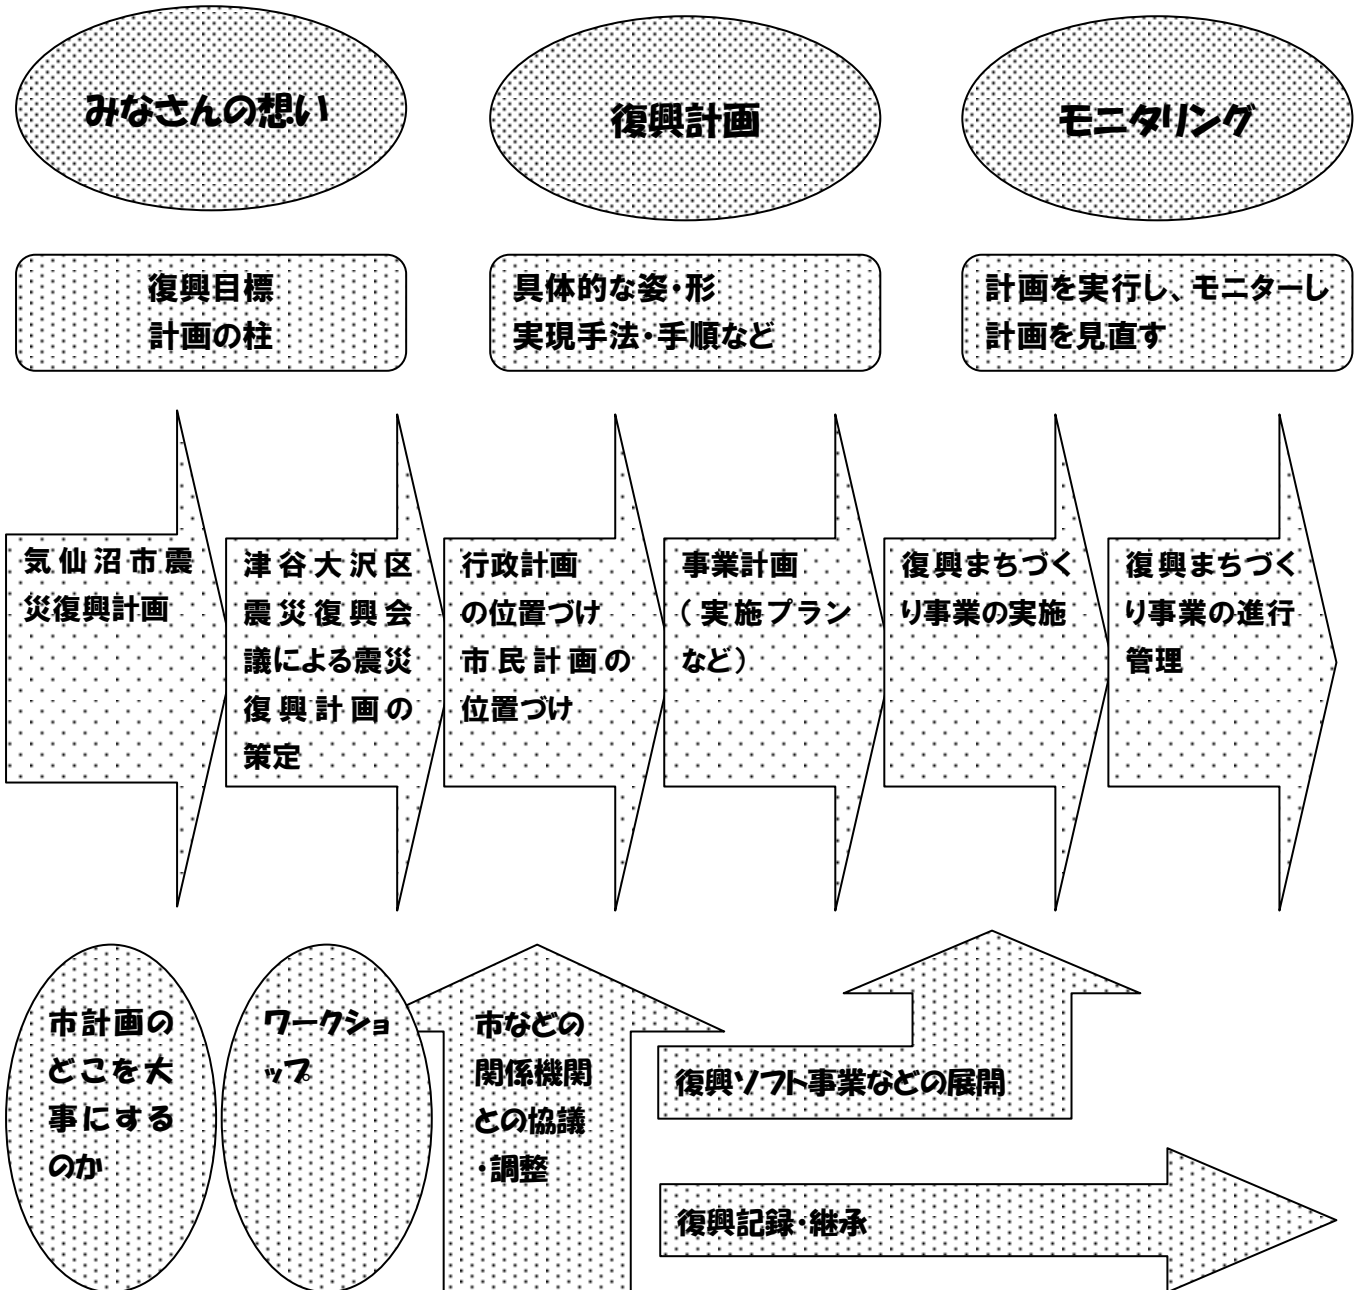 みなさんの想い
復興計画
モニタリング
復興目標
計画の柱
具体的な姿・形
実現手法・手順など
計画を実行し、モニターし
計画を見直す
気仙沼市震
災復興計画
津谷大沢区
震災復興会
議による震災
復興計画の
策定
行政計画
の位置づけ
市民計画の
位置づけ
事業計画
(実施プラン
など)
復興まちづく
り事業の実施
復興まちづく
り事業の進行
管理
市計画の
どこを大
事にする
のか
ワークショ
ップ
市などの
関係機関
との協議
・調整
復興ソフト事業などの展開
復興記録・継承